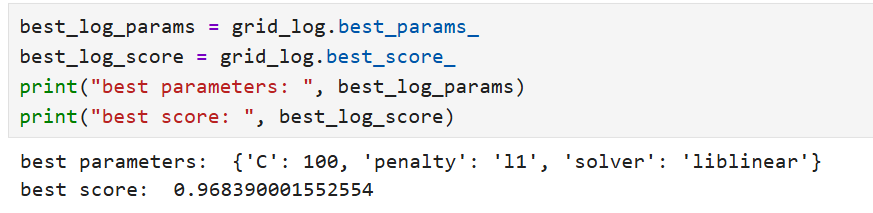 best_log_params = grid_log.best_params_
best_log_score = grid_log.best_score_
print("best parameters: ", best_log_params)
print("best score: ", best_log_score)
best parameters:  {'C': 100, 'penalty': 'l1', 'solver': 'liblinear'}
best score:  0.968390001552554